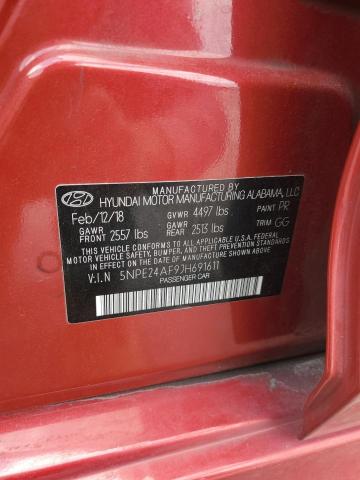 MANUFACTURED BY
HYUNDAI MOTOR MANUFACTURING ALABAMA, LLC
Feb/12/18 GVWR 4497 lbs PAINT PR
GAWR FRONT 2557 lbs GAWR REAR 2513 lbs TRIM GG
THIS VEHICLE CONFORMS TO ALL APPLICABLE U.S.A. FEDERAL
MOTOR VEHICLE SAFETY, BUMPER, AND THEFT PREVENTION
STANDARDS IN EFFECT ON THE DATE OF MANUFACTURE
SHOWN ABOVE.
V.I.N 5NPE24AF9JH691611
PASSENGER CAR